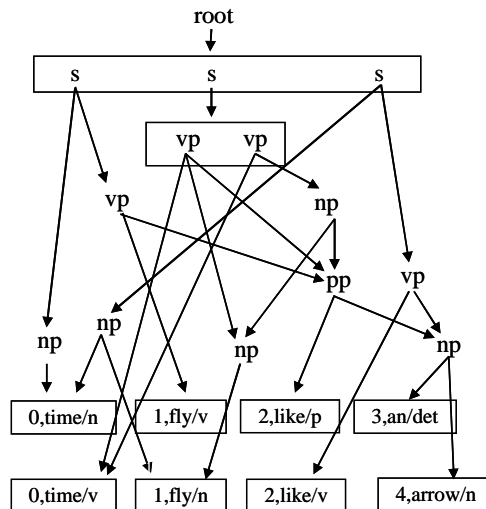 root
s s s
vp vp
vp np
pp vp
np np np np
0,time/n 1,fly/v 2,like/p 3,an/det
0,time/v 1,fly/n 2,like/v 4,arrow/n